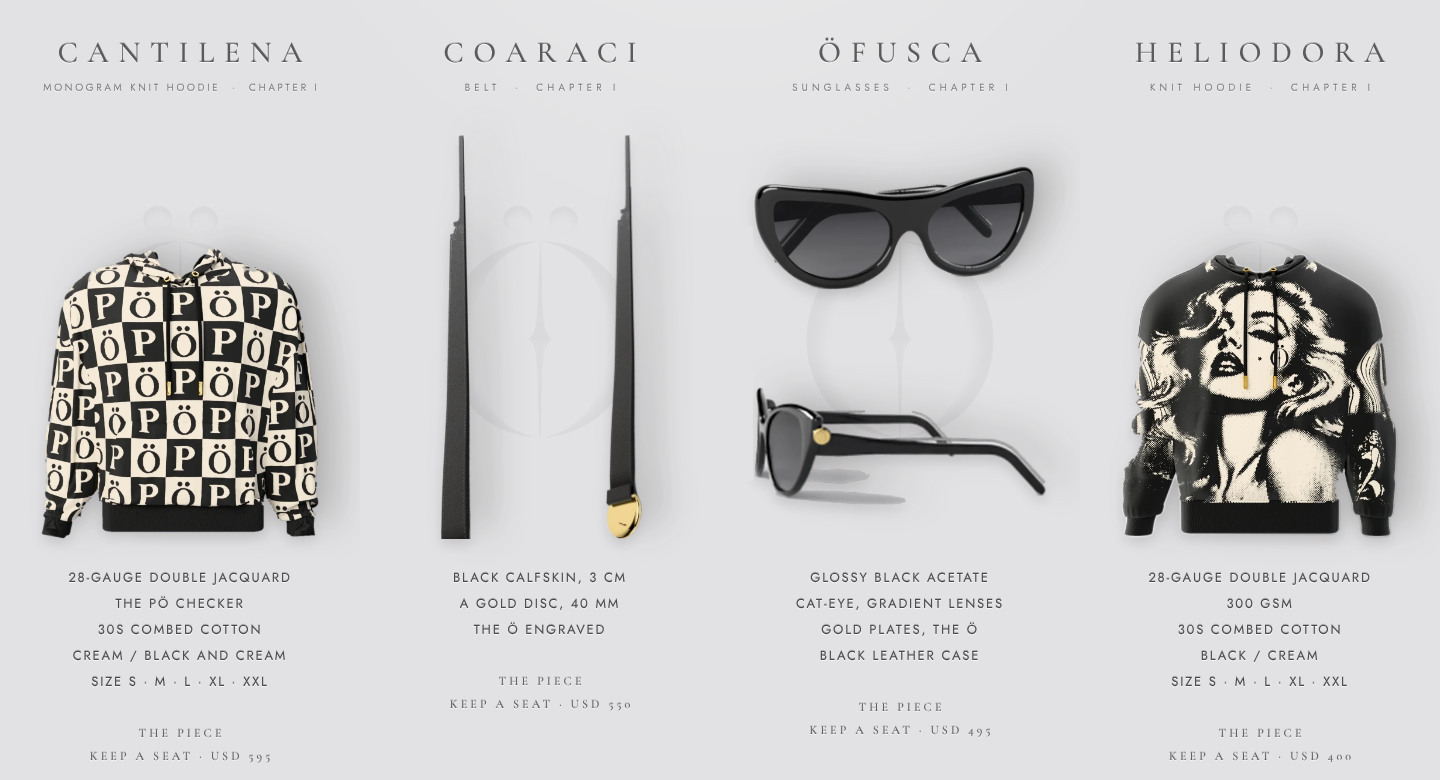 CANTILENA
MONOGRAM KNIT HOODIE · CHAPTER I
28-GAUGE DOUBLE JACQUARD
THE PÖ CHECKER
30S COMBED COTTON
CREAM / BLACK AND CREAM
SIZE S · M · L · XL · XXL
THE PIECE
KEEP A SEAT · USD 595
COARACI
BELT · CHAPTER I
BLACK CALFSKIN, 3 CM
A GOLD DISC, 40 MM
THE Ö ENGRAVED
THE PIECE
KEEP A SEAT · USD 550
ÖFUSCA
SUNGLASSES · CHAPTER I
GLOSSY BLACK ACETATE
CAT-EYE, GRADIENT LENSES
GOLD PLATES, THE Ö
BLACK LEATHER CASE
THE PIECE
KEEP A SEAT · USD 495
HELIODORA
KNIT HOODIE · CHAPTER I
28-GAUGE DOUBLE JACQUARD
300 GSM
30S COMBED COTTON
BLACK / CREAM
SIZE S · M · L · XL · XXL
THE PIECE
KEEP A SEAT · USD 400